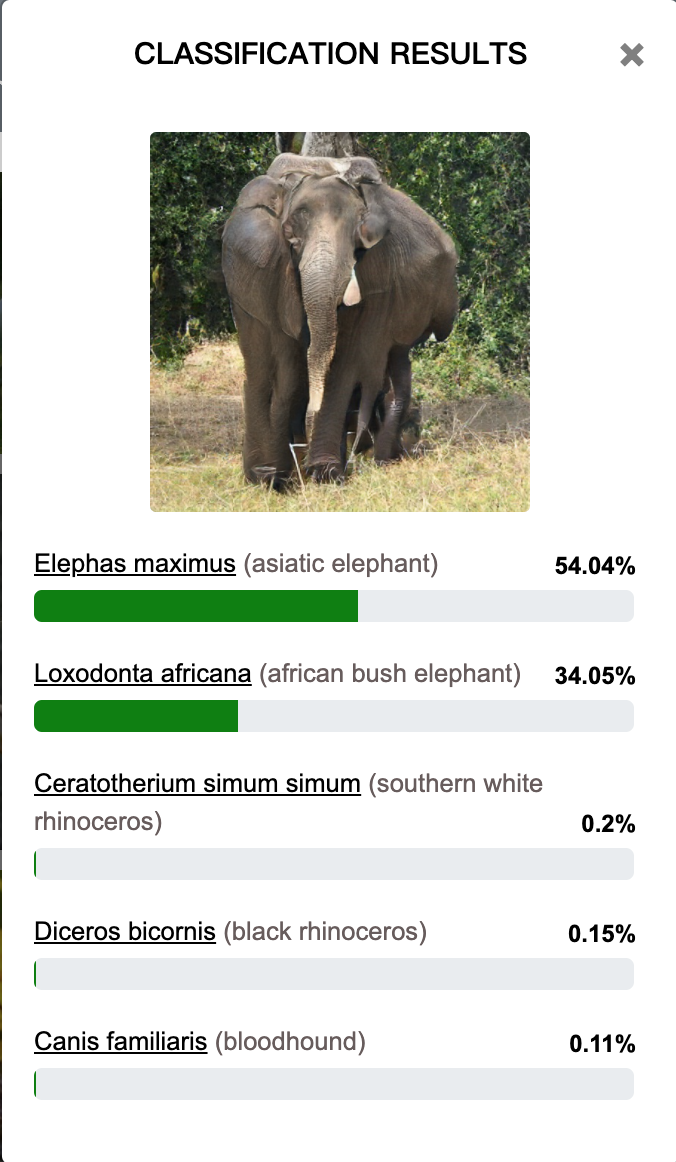 CLASSIFICATION RESULTS
Elephas maximus (asiatic elephant) 54.04%
Loxodonta africana (african bush elephant) 34.05%
Ceratotherium simum simum (southern white
rhinoceros) 0.2%
Diceros bicornis (black rhinoceros) 0.15%
Canis familiaris (bloodhound) 0.11%